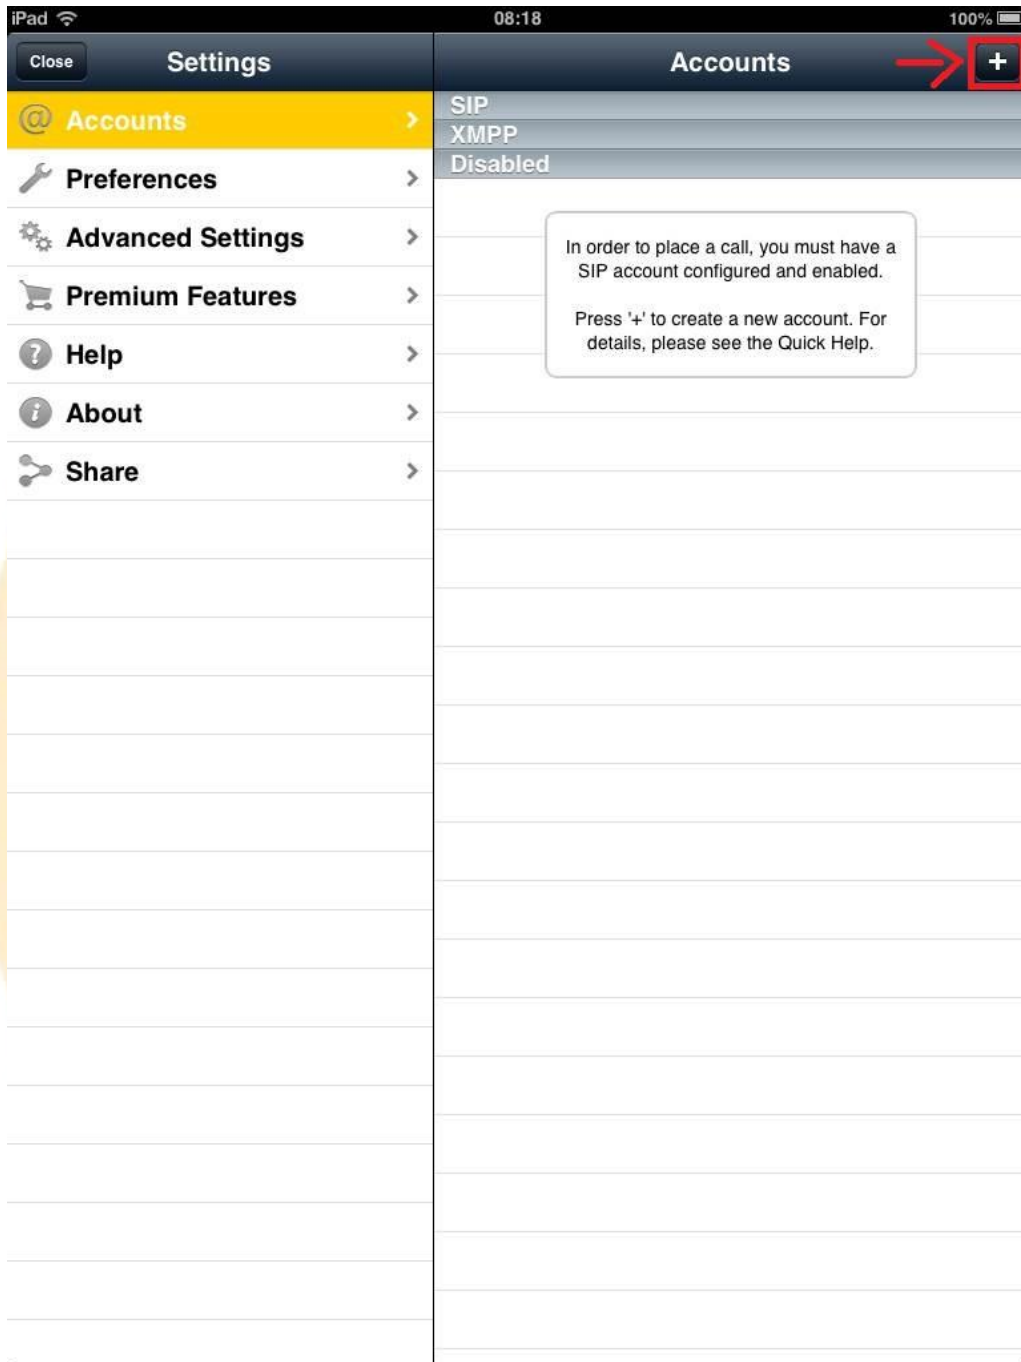 iPad 08:18 100%
Close Settings Accounts +
@ Accounts
Preferences
Advanced Settings
Premium Features
? Help
i About
Share
SIP
XMPP
Disabled
In order to place a call, you must have a
SIP account configured and enabled.
Press '+' to create a new account. For
details, please see the Quick Help.